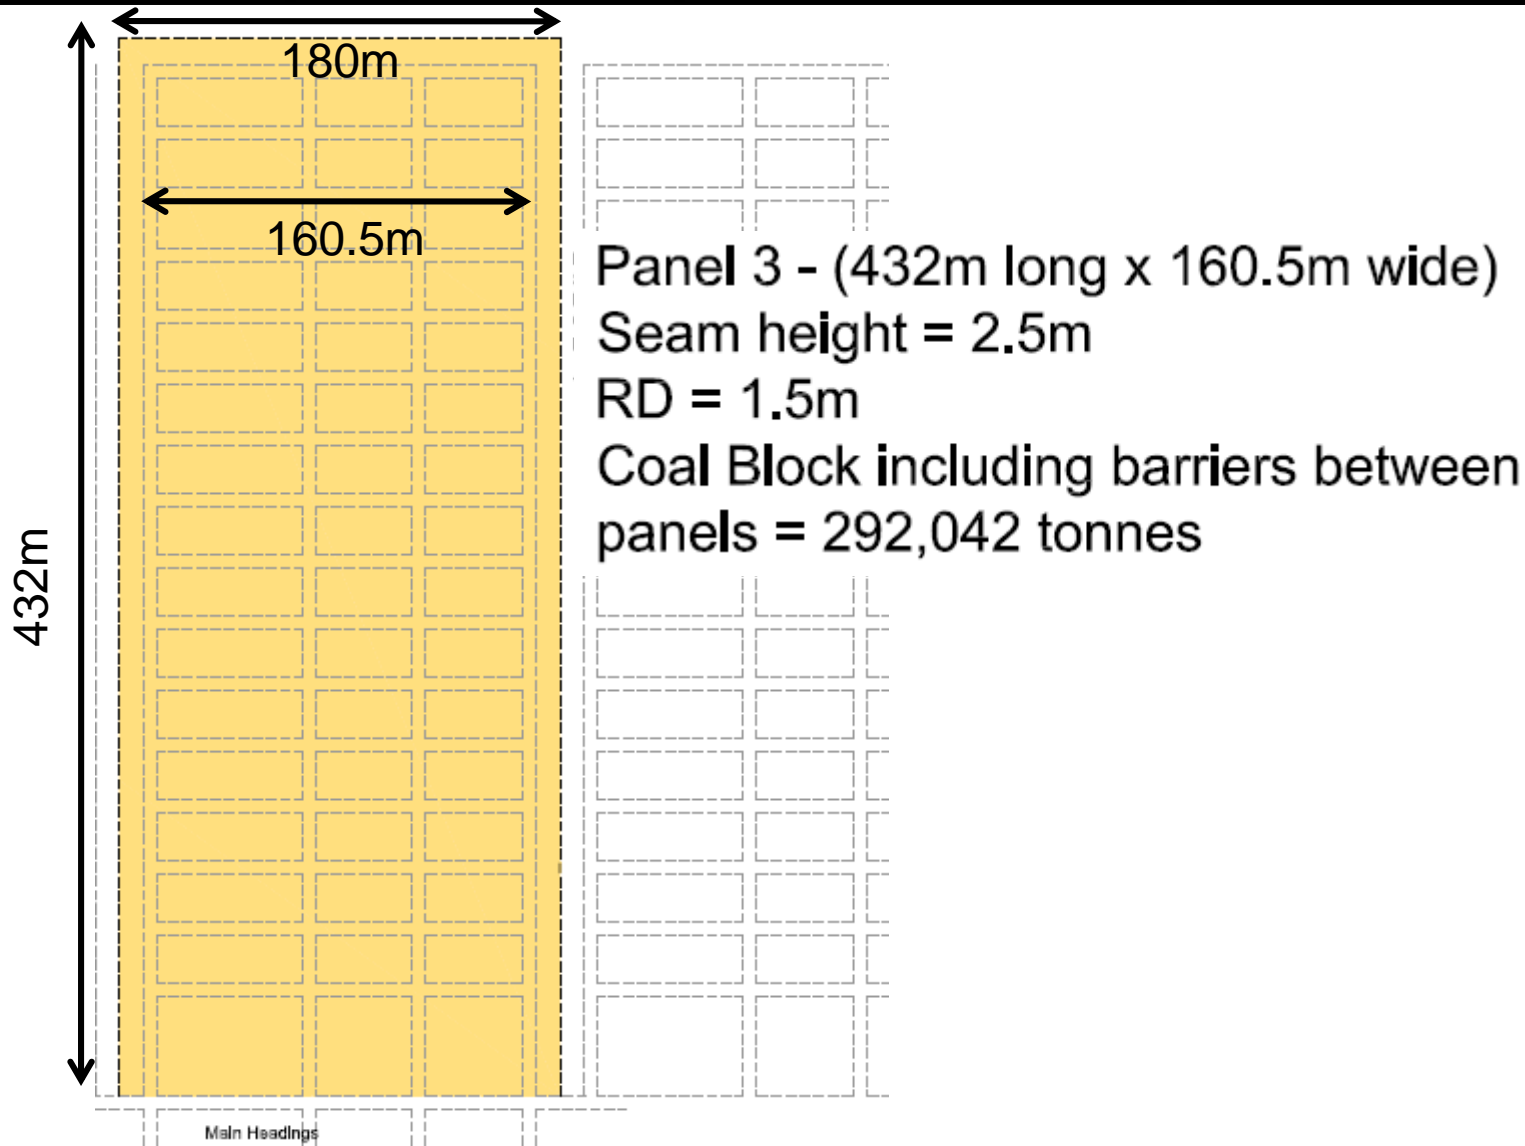 180m
160.5m
Panel 3 - (432m long x 160.5m wide)
Seam height = 2.5m
RD = 1.5m
Coal Block including barriers between
panels = 292,042 tonnes
432m
Main Headings